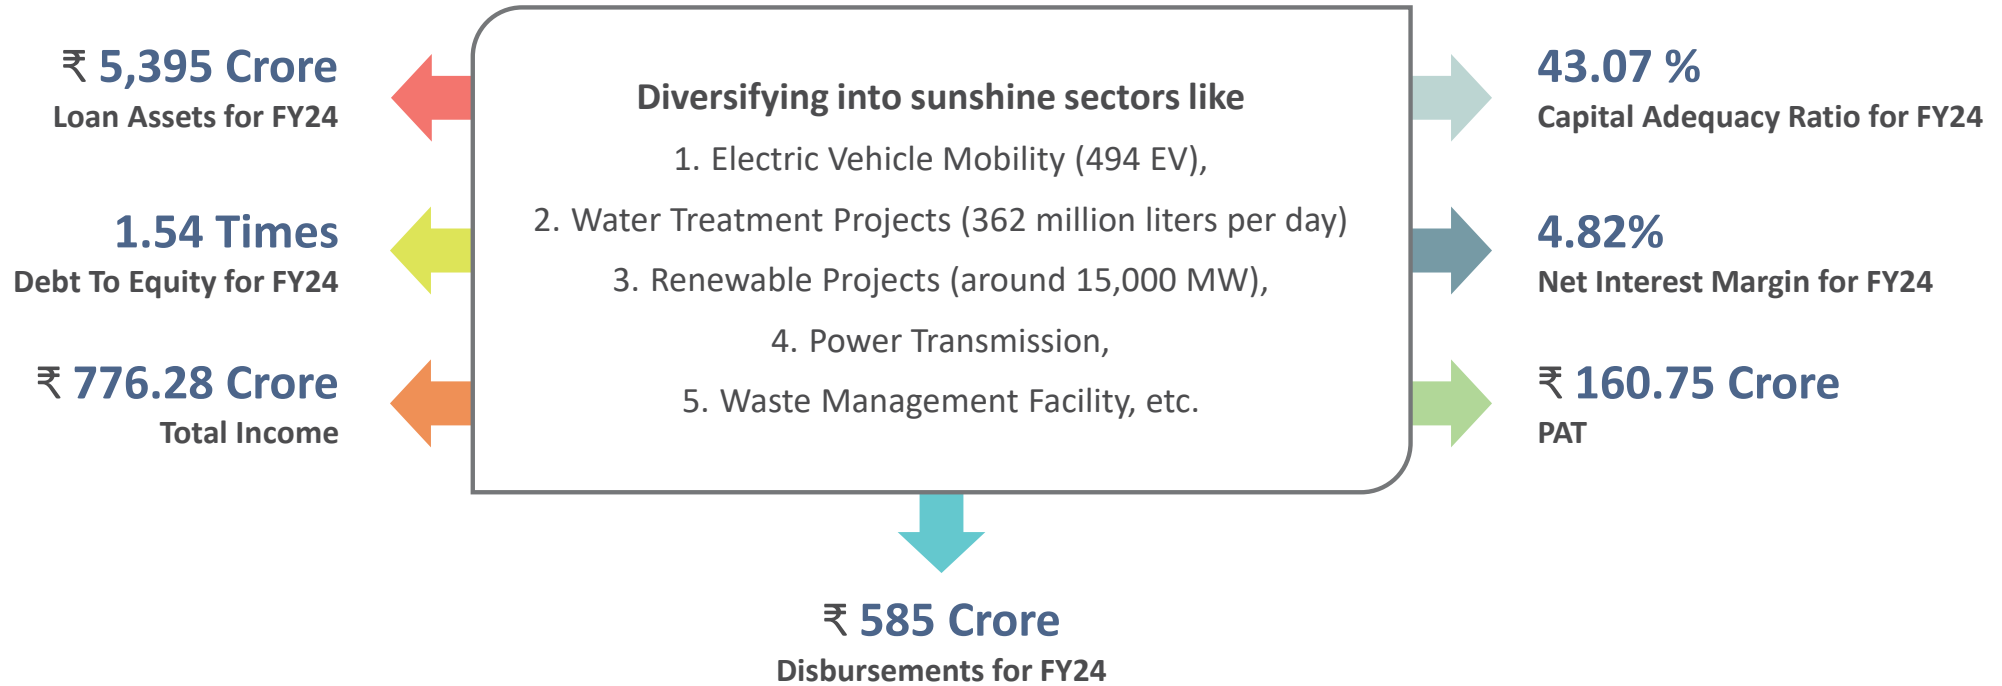 ₹ 5,395 Crore
Loan Assets for FY24
1.54 Times
Debt To Equity for FY24
₹ 776.28 Crore
Total Income
Diversifying into sunshine sectors like
1. Electric Vehicle Mobility (494 EV),
2. Water Treatment Projects (362 million liters per day)
3. Renewable Projects (around 15,000 MW),
4. Power Transmission,
5. Waste Management Facility, etc.
43.07 %
Capital Adequacy Ratio for FY24
4.82%
Net Interest Margin for FY24
₹ 160.75 Crore
PAT
₹ 585 Crore
Disbursements for FY24